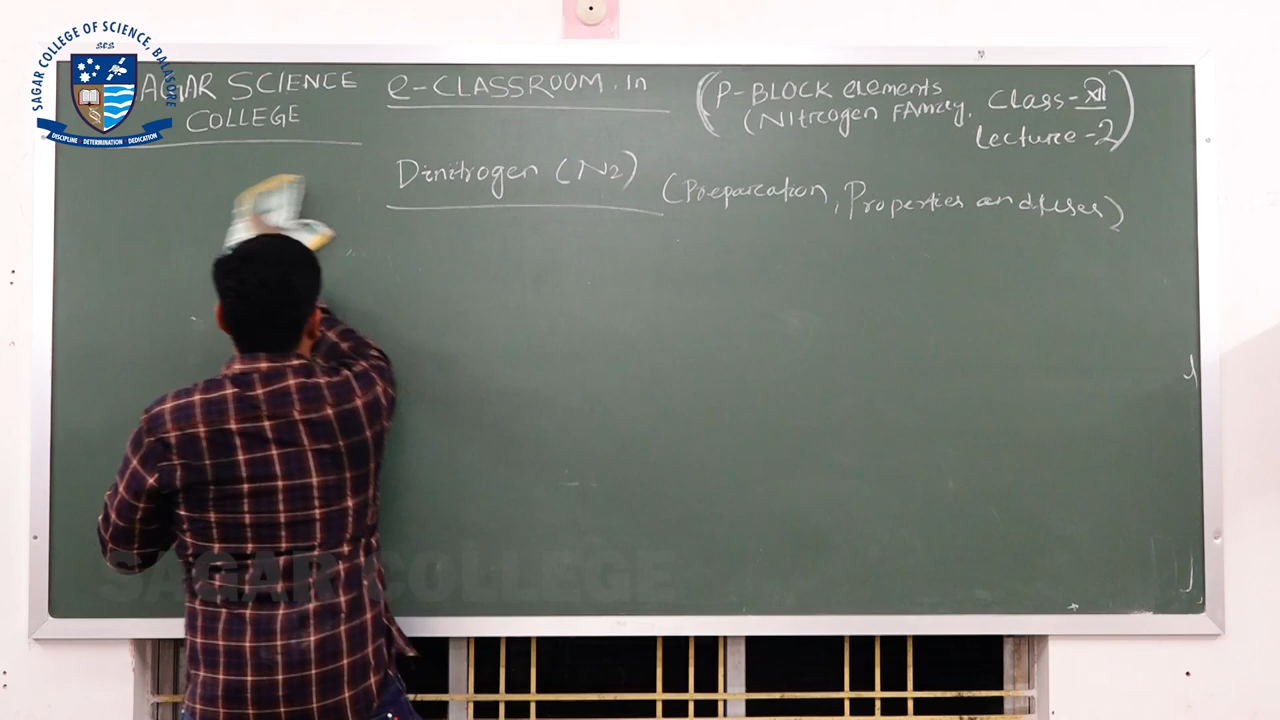 SAGAR COLLEGE OF SCIENCE, BALASORE
SCS
DISCIPLINE DETERMINATION DEDICATION
AGAR SCIENCE
COLLEGE
e-CLASSROOM.in
(P-BLOCK elements
(Nitrogen FAMily,
Class-XII
Lecture-2)
Dinitrogen (N2)
(Preparation, Properties and uses)
SAGAR COLLEGE